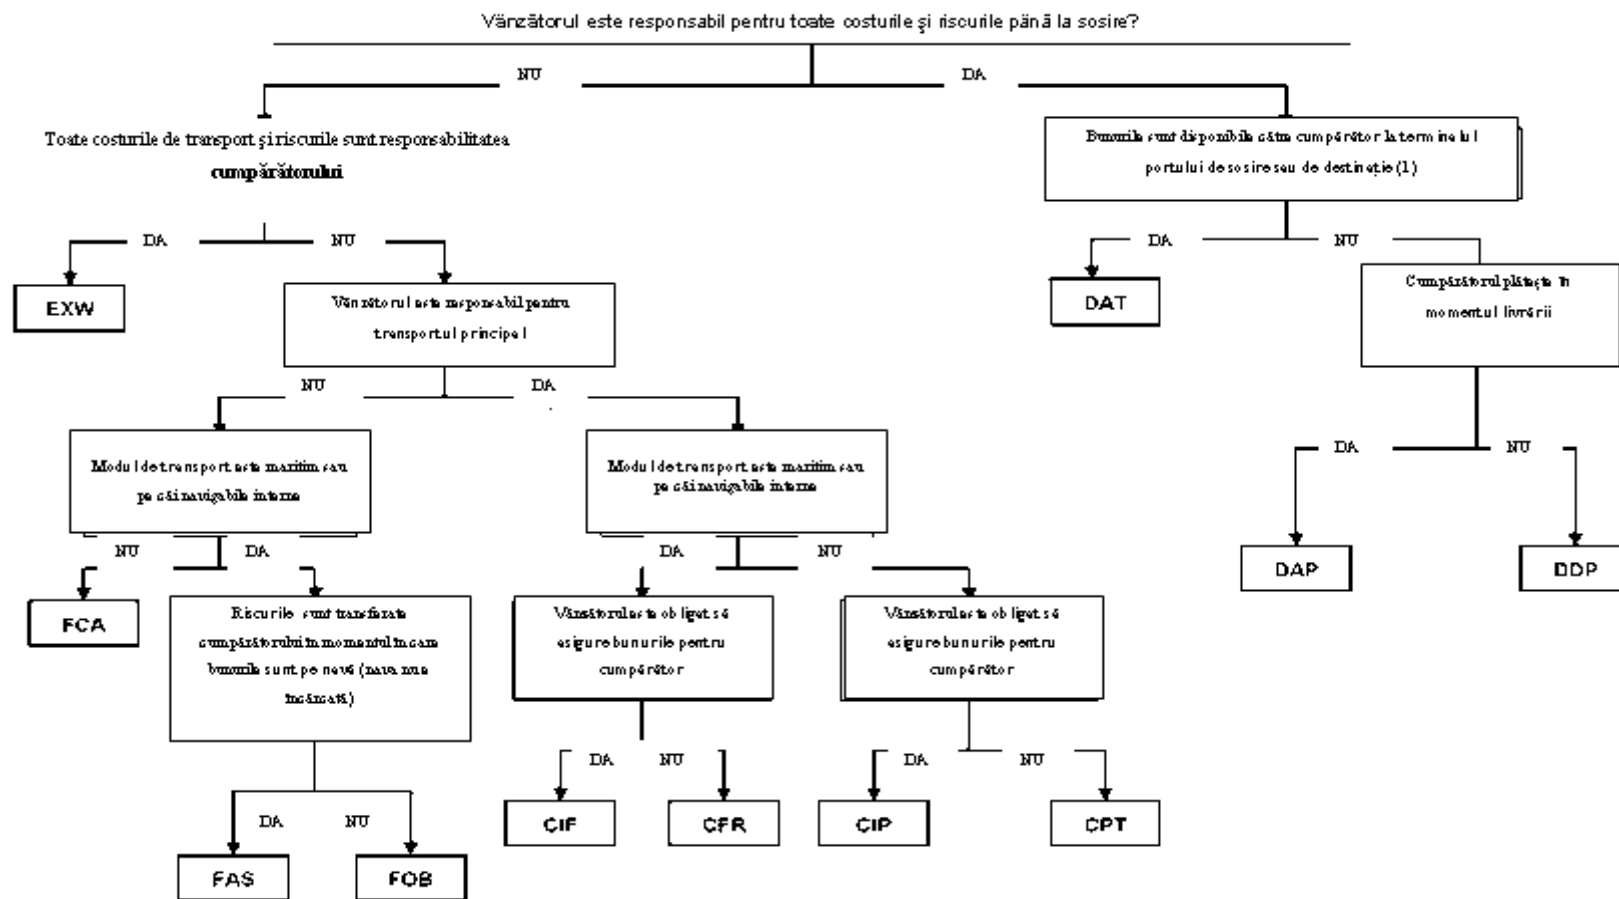 Vânzătorul este responsabil pentru toate costurile şi riscurile până la sosire?
NU
DA
Toate costurile de transport şi riscurile sunt responsabilitatea
cumpărătorului
Bunurile sunt disponibile către cumpărător la terminalul
portului de sosire sau de destinaţie (1)
DA
NU
DA
NU
EXW
Vânzătorul este responsabil pentru
transportul principal
DAT
Cumpărătorul plăteşte în
momentul livrării
NU
DA
DA
NU
Modul de transport este maritim sau
pe căi navigabile interne
Modul de transport este maritim sau
pe căi navigabile interne
NU
DA
DA
NU
DAP
DDP
FCA
Riscurile sunt transferate
cumpărătorului în momentul în care
bunurile sunt pe navă (nava nu e
încărcată)
Vânzătorul este obligat să
asigure bunurile pentru
cumpărător
Vânzătorul este obligat să
asigure bunurile pentru
cumpărător
DA
NU
DA
NU
CIF
CFR
CIP
CPT
DA
NU
FAS
FOB